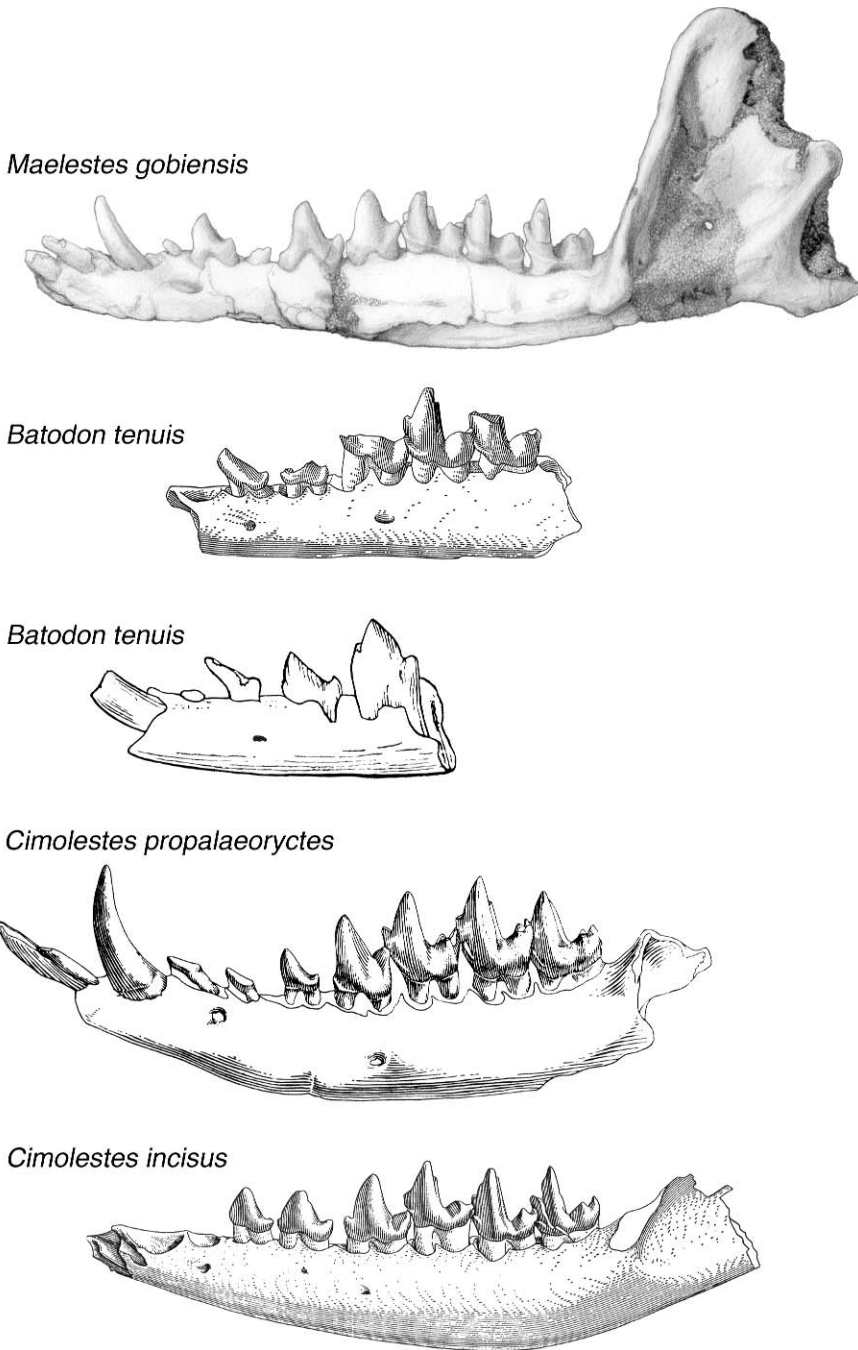 Maelestes gobiensis
Batodon tenuis
Batodon tenuis
Cimolestes propalaeoryctes
Cimolestes incisus